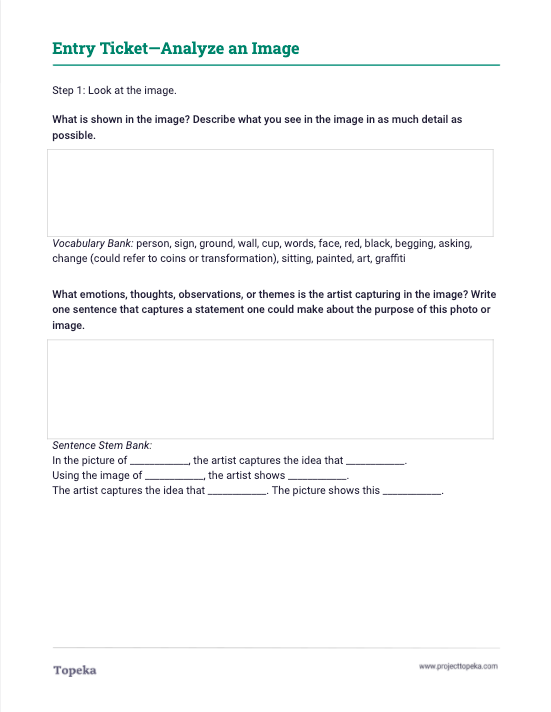 Entry Ticket—Analyze an Image
Step 1: Look at the image.
What is shown in the image? Describe what you see in the image in as much detail as
possible.
Vocabulary Bank: person, sign, ground, wall, cup, words, face, red, black, begging, asking,
change (could refer to coins or transformation), sitting, painted, art, graffiti
What emotions, thoughts, observations, or themes is the artist capturing in the image? Write
one sentence that captures a statement one could make about the purpose of this photo or
image.
Sentence Stem Bank:
In the picture of ____________, the artist captures the idea that ____________.
Using the image of ____________, the artist shows ____________.
The artist captures the idea that ____________. The picture shows this ____________.
Topeka
www.projecttopeka.com